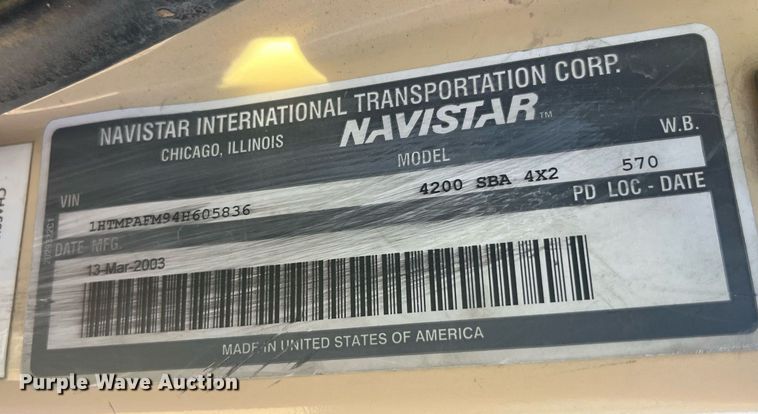 NAVISTAR INTERNATIONAL TRANSPORTATION CORP.
CHICAGO, ILLINOIS
NAVISTAR TM
VIN
MODEL
W.B.
1HTMPAFM94H605836
4200 SBA 4X2
570
DATE MFG.
PD LOC - DATE
13-Mar-2003
MADE IN UNITED STATES OF AMERICA
Purple Wave Auction